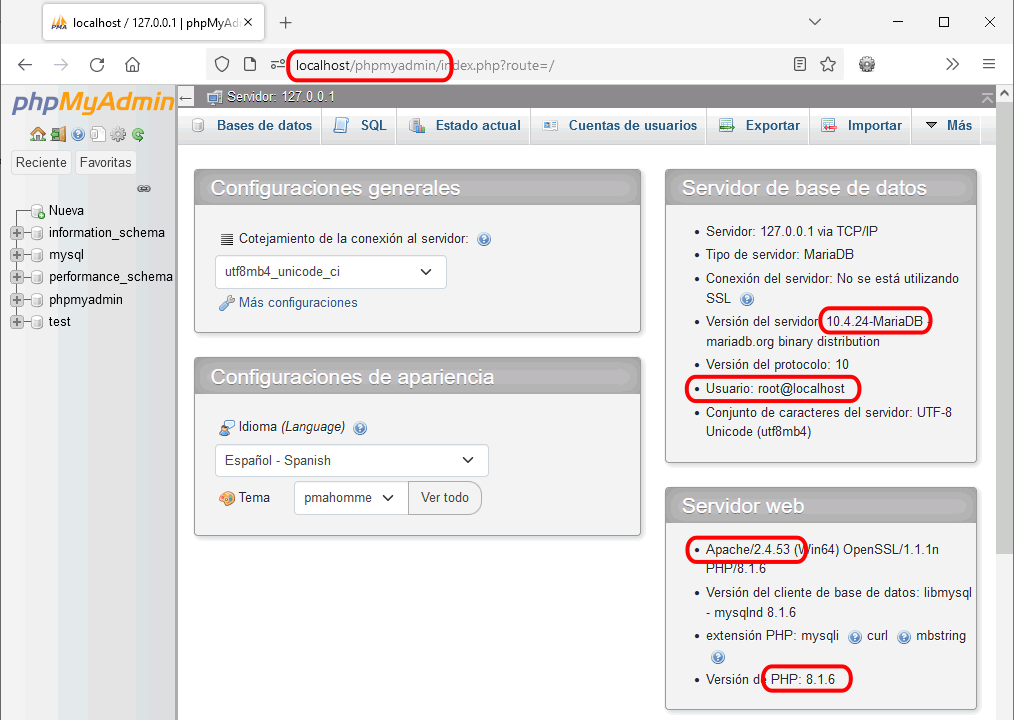 localhost / 127.0.0.1 | phpMyAd
localhost/phpmyadmin/index.php?route=/
phpMyAdmin
Reciente Favoritas
Nueva
information_schema
mysql
performance_schema
phpmyadmin
test
Servidor: 127.0.0.1
Bases de datos SQL Estado actual Cuentas de usuarios Exportar Importar Más
Configuraciones generales
Cotejamiento de la conexión al servidor:
utf8mb4_unicode_ci
Más configuraciones
Configuraciones de apariencia
Idioma (Language)
Español - Spanish
Tema pmahomme Ver todo
Servidor de base de datos
• Servidor: 127.0.0.1 via TCP/IP
• Tipo de servidor: MariaDB
• Conexión del servidor: No se está utilizando
SSL
• Versión del servidor: 10.4.24-MariaDB -
mariadb.org binary distribution
• Versión del protocolo: 10
• Usuario: root@localhost
• Conjunto de caracteres del servidor: UTF-8
Unicode (utf8mb4)
Servidor web
• Apache/2.4.53 (Win64) OpenSSL/1.1.1n
PHP/8.1.6
• Versión del cliente de base de datos: libmysql
- mysqlnd 8.1.6
• extensión PHP: mysqli curl mbstring
• Versión de PHP: 8.1.6